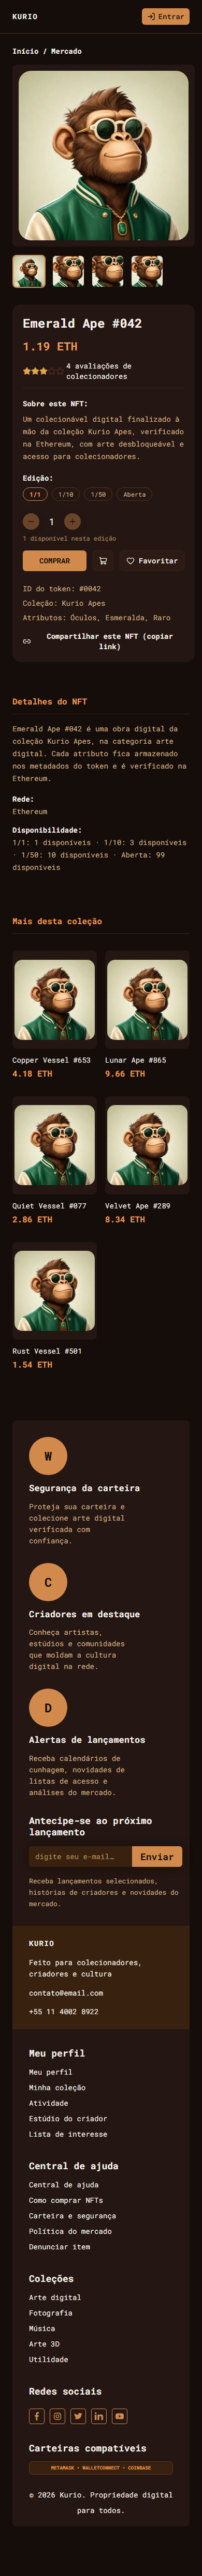 KURIO
Entrar
Início / Mercado
Emerald Ape #042
1.19 ETH
4 avaliações de
colecionadores
Sobre este NFT:
Um colecionável digital finalizado à
mão da coleção Kurio Apes, verificado
na Ethereum, com arte desbloqueável e
acesso para colecionadores.
Edição:
1/1 1/10 1/50 Aberta
− 1 +
1 disponível nesta edição
COMPRAR Favoritar
ID do token: #0042
Coleção: Kurio Apes
Atributos: Óculos, Esmeralda, Raro
Compartilhar este NFT (copiar
link)
Detalhes do NFT
Emerald Ape #042 é uma obra digital da
coleção Kurio Apes, na categoria arte
digital. Cada atributo fica armazenado
nos metadados do token e é verificado na
Ethereum.
Rede:
Ethereum
Disponibilidade:
1/1: 1 disponíveis · 1/10: 3 disponíveis
· 1/50: 10 disponíveis · Aberta: 99
disponíveis
Mais desta coleção
Copper Vessel #653
4.18 ETH
Lunar Ape #865
9.66 ETH
Quiet Vessel #077
2.86 ETH
Velvet Ape #289
8.34 ETH
Rust Vessel #501
1.54 ETH
W
Segurança da carteira
Proteja sua carteira e
colecione arte digital
verificada com
confiança.
C
Criadores em destaque
Conheça artistas,
estúdios e comunidades
que moldam a cultura
digital na rede.
D
Alertas de lançamentos
Receba calendários de
cunhagem, novidades de
listas de acesso e
análises do mercado.
Antecipe-se ao próximo
lançamento
digite seu e-mail…
Enviar
Receba lançamentos selecionados,
histórias de criadores e novidades do
mercado.
KURIO
Feito para colecionadores,
criadores e cultura
contato@email.com
+55 11 4002 8922
Meu perfil
Meu perfil
Minha coleção
Atividade
Estúdio do criador
Lista de interesse
Central de ajuda
Central de ajuda
Como comprar NFTs
Carteira e segurança
Política do mercado
Denunciar item
Coleções
Arte digital
Fotografia
Música
Arte 3D
Utilidade
Redes sociais
Carteiras compatíveis
METAMASK • WALLETCONNECT • COINBASE
© 2026 Kurio. Propriedade digital
para todos.